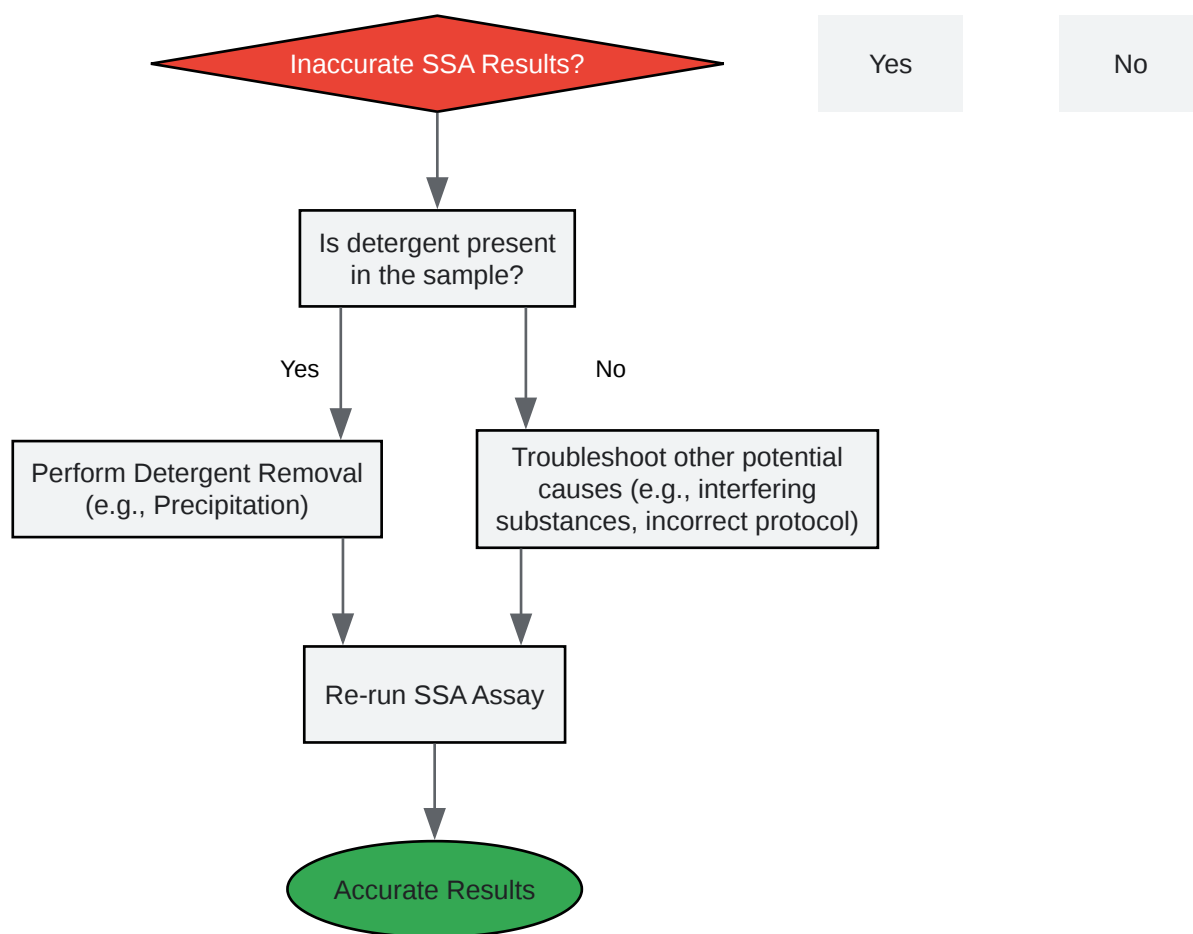 Inaccurate SSA Results?
Yes
No
Is detergent present
in the sample?
Yes
No
Perform Detergent Removal
(e.g., Precipitation)
Troubleshoot other potential
causes (e.g., interfering
substances, incorrect protocol)
Re-run SSA Assay
Accurate Results